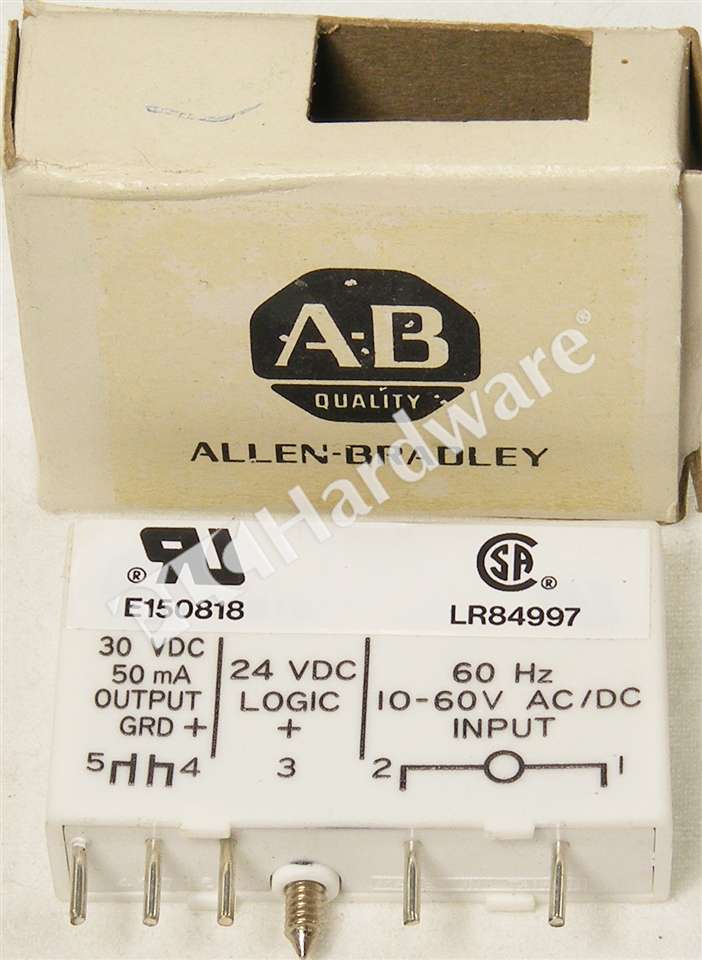 A-B
QUALITY
ALLEN-BRADLEY
PLCHardware®
® E150818
SA ®
LR84997
30 VDC
50 mA
OUTPUT
GRD +
5 4
24 VDC
LOGIC
+
3
60 Hz
10-60V AC/DC
INPUT
2 1